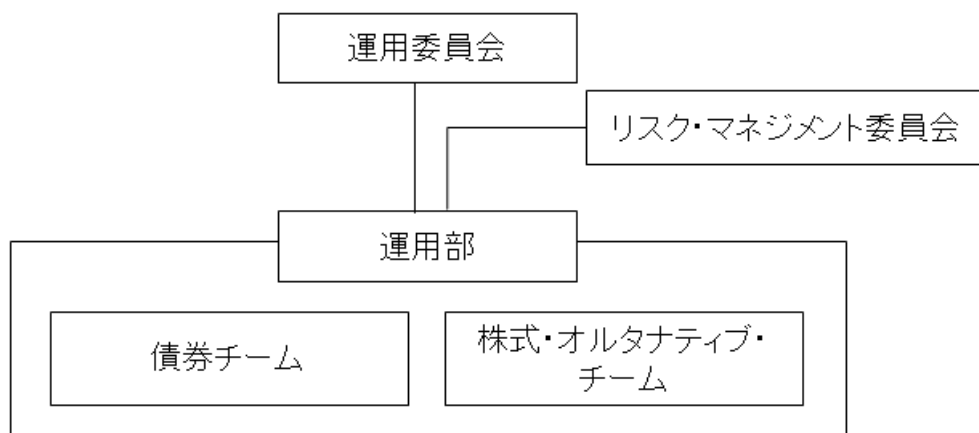 運用委員会
リスク・マネジメント委員会
運用部
債券チーム
株式・オルタナティブ・
チーム